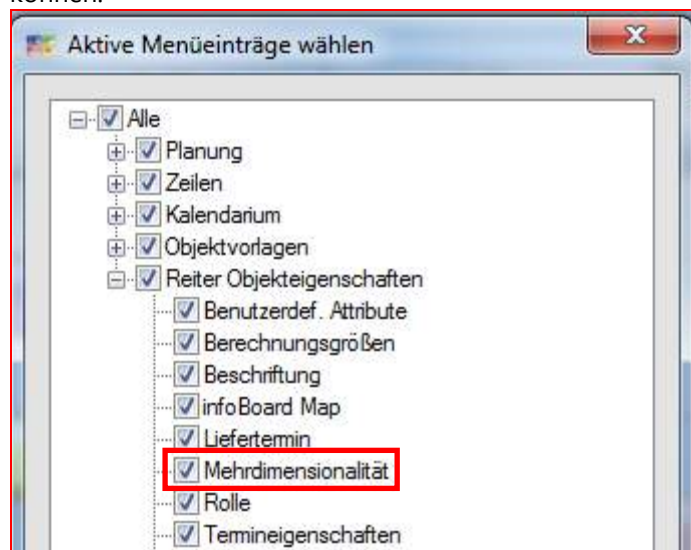 können.
Aktive Menüeinträge wählen
Alle
Planung
Zeilen
Kalendarium
Objektvorlagen
Reiter Objekteigenschaften
Benutzerdef. Attribute
Berechnungsgrößen
Beschriftung
infoBoard Map
Liefertermin
Mehrdimensionalität
Rolle
Termineigenschaften